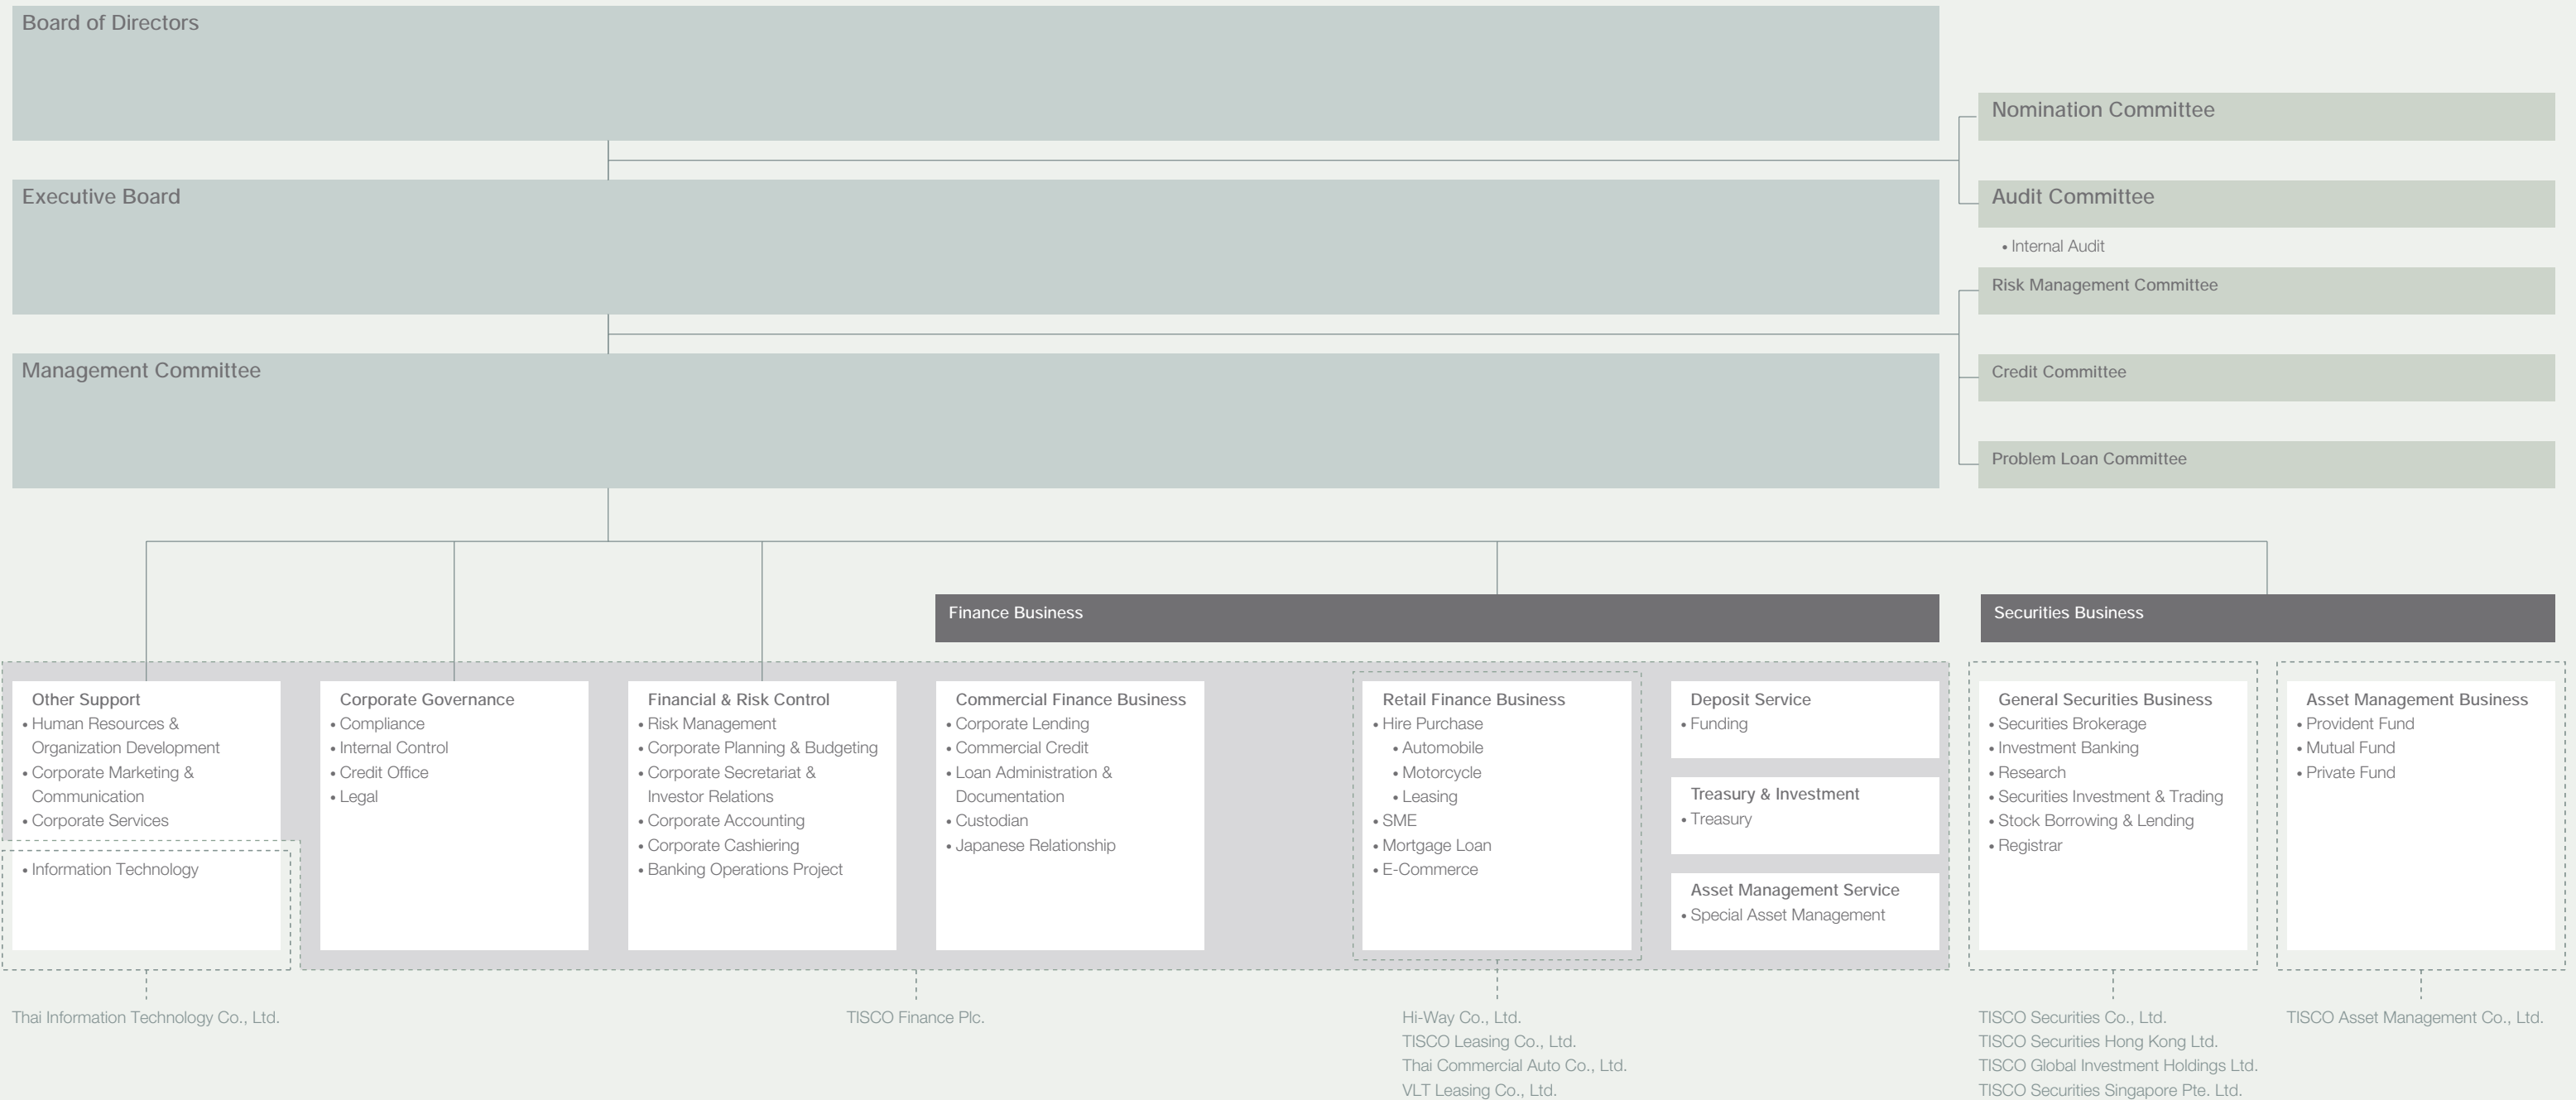 Board of Directors
Nomination Committee
Executive Board
Audit Committee
• Internal Audit
Risk Management Committee
Management Committee
Credit Committee
Problem Loan Committee
Finance Business
Securities Business
Other Support
• Human Resources &
Organization Development
• Corporate Marketing &
Communication
• Corporate Services
• Information Technology
Corporate Governance
• Compliance
• Internal Control
• Credit Office
• Legal
Financial & Risk Control
• Risk Management
• Corporate Planning & Budgeting
• Corporate Secretariat &
Investor Relations
• Corporate Accounting
• Corporate Cashiering
• Banking Operations Project
Commercial Finance Business
• Corporate Lending
• Commercial Credit
• Loan Administration &
Documentation
• Custodian
• Japanese Relationship
Retail Finance Business
• Hire Purchase
• Automobile
• Motorcycle
• Leasing
• SME
• Mortgage Loan
• E-Commerce
Deposit Service
• Funding
Treasury & Investment
• Treasury
Asset Management Service
• Special Asset Management
General Securities Business
• Securities Brokerage
• Investment Banking
• Research
• Securities Investment & Trading
• Stock Borrowing & Lending
• Registrar
Asset Management Business
• Provident Fund
• Mutual Fund
• Private Fund
Thai Information Technology Co., Ltd.
TISCO Finance Plc.
Hi-Way Co., Ltd.
TISCO Leasing Co., Ltd.
Thai Commercial Auto Co., Ltd.
VLT Leasing Co., Ltd.
TISCO Securities Co., Ltd.
TISCO Securities Hong Kong Ltd.
TISCO Global Investment Holdings Ltd.
TISCO Securities Singapore Pte. Ltd.
TISCO Asset Management Co., Ltd.